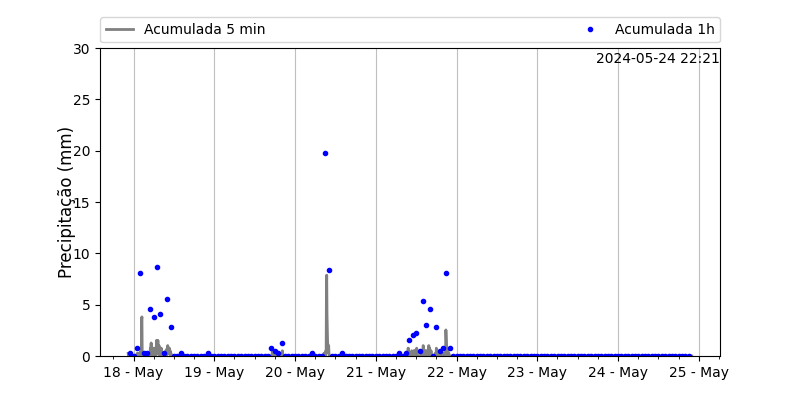 Acumulada 5 min
Acumulada 1h
2024-05-24 22:21
Precipitação (mm)
30
25
20
15
10
5
0
18 - May 19 - May 20 - May 21 - May 22 - May 23 - May 24 - May 25 - May